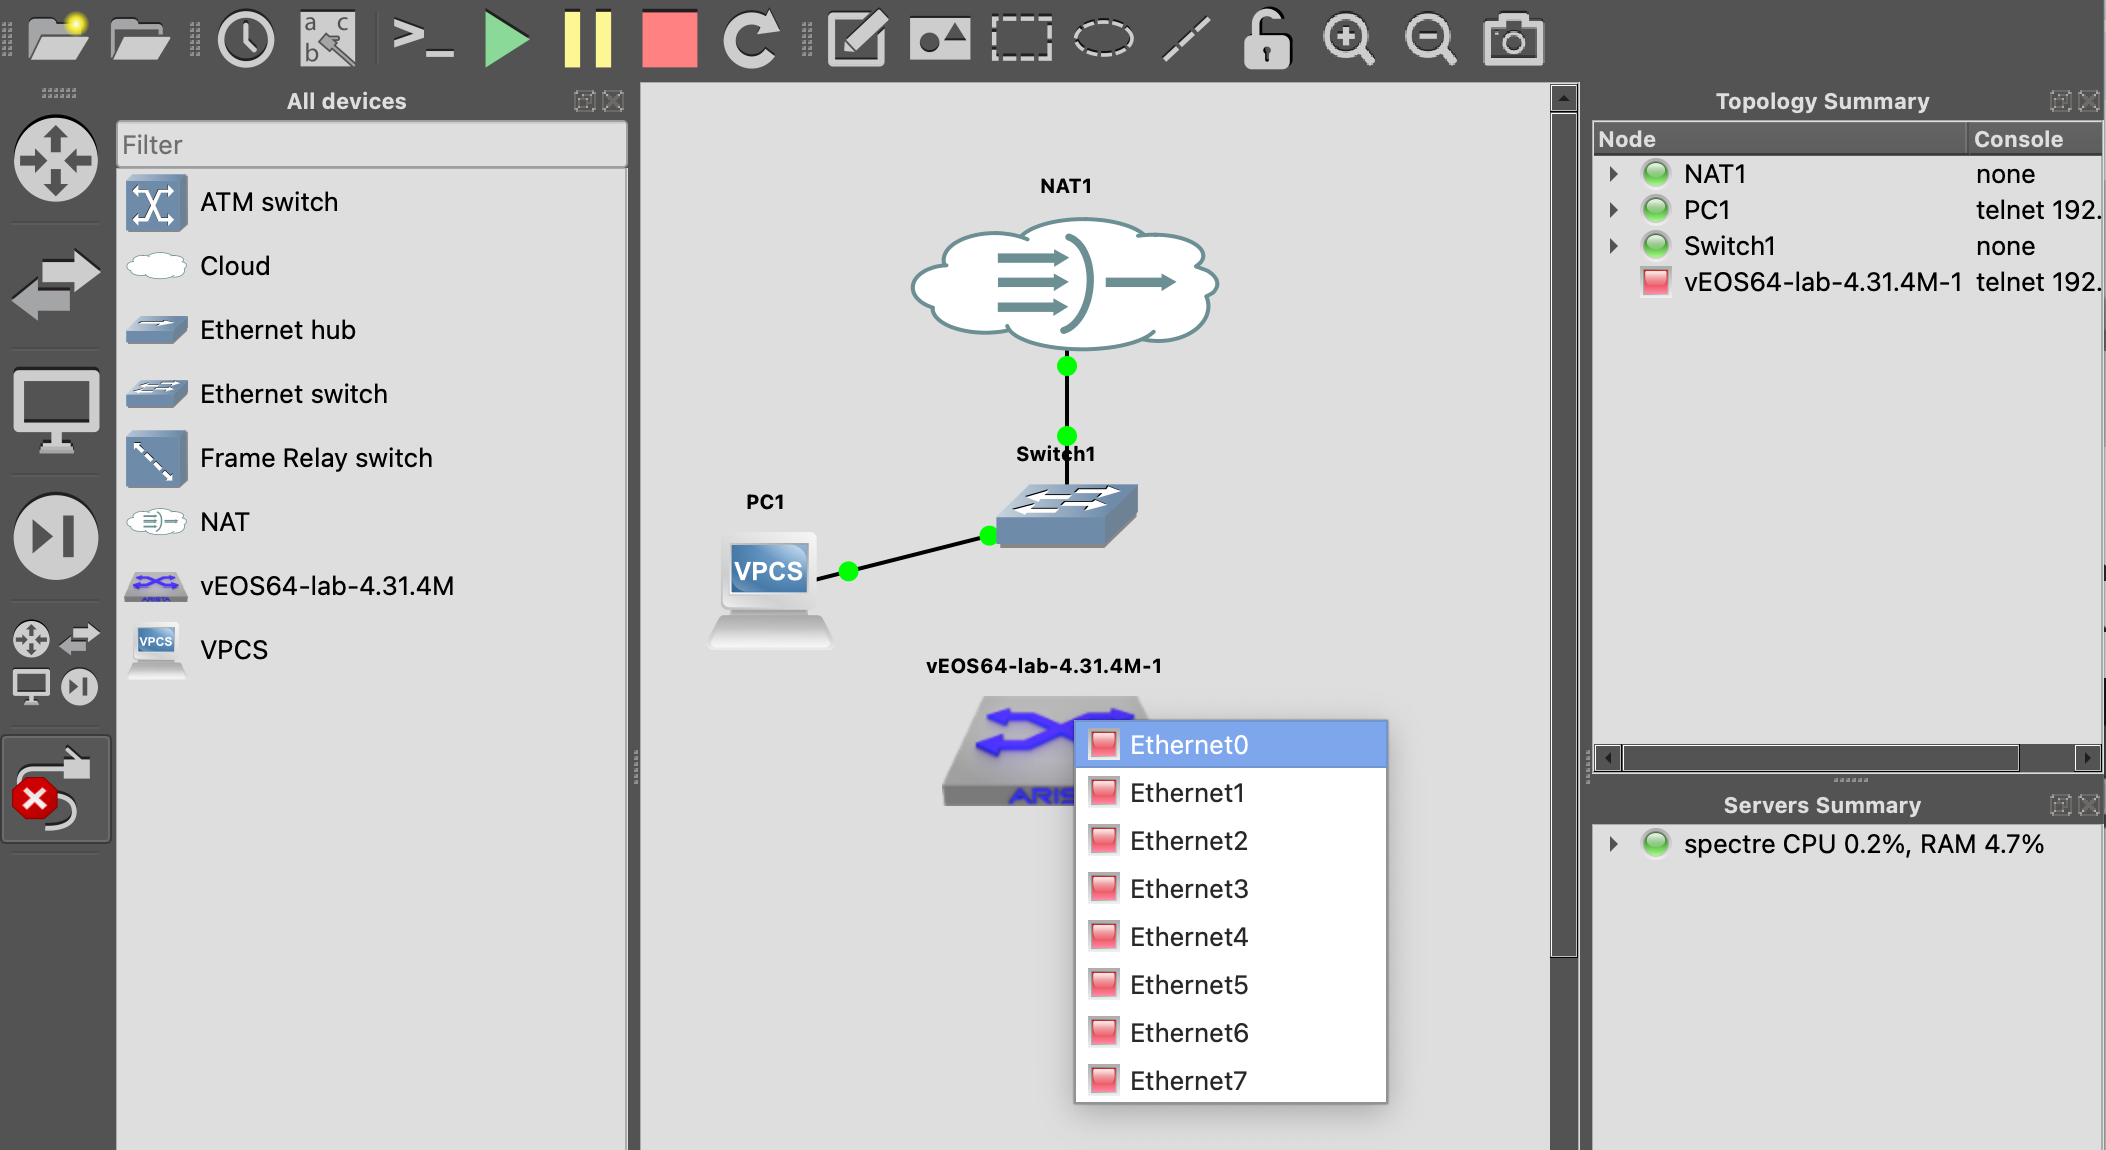 a c
b
>_
All devices
Filter
ATM switch
Cloud
Ethernet hub
Ethernet switch
Frame Relay switch
NAT
vEOS64-lab-4.31.4M
ARISTA
VPCS
VPCS
NAT1
Switch1
PC1
VPCS
vEOS64-lab-4.31.4M-1
ARIS
Ethernet0
Ethernet1
Ethernet2
Ethernet3
Ethernet4
Ethernet5
Ethernet6
Ethernet7
Topology Summary
Node Console
NAT1 none
PC1 telnet 192.
Switch1 none
vEOS64-lab-4.31.4M-1 telnet 192.
Servers Summary
spectre CPU 0.2%, RAM 4.7%